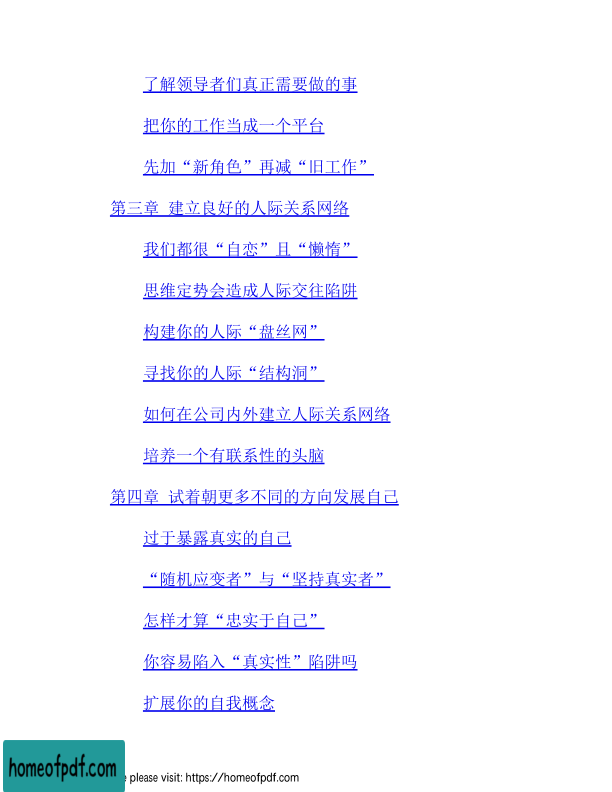 了解领导者们真正需要做的事
把你的工作当成一个平台
先加“新角色”再减“旧工作”
第三章 建立良好的人际关系网络
我们都很“自恋”且“懒惰”
思维定势会造成人际交往陷阱
构建你的人际“盘丝网”
寻找你的人际“结构洞”
如何在公司内外建立人际关系网络
培养一个有联系性的头脑
第四章 试着朝更多不同的方向发展自己
过于暴露真实的自己
“随机应变者”与“坚持真实者”
怎样才算“忠实于自己”
你容易陷入“真实性”陷阱吗
扩展你的自我概念
homeofpdf.com
please visit: https://homeofpdf.com